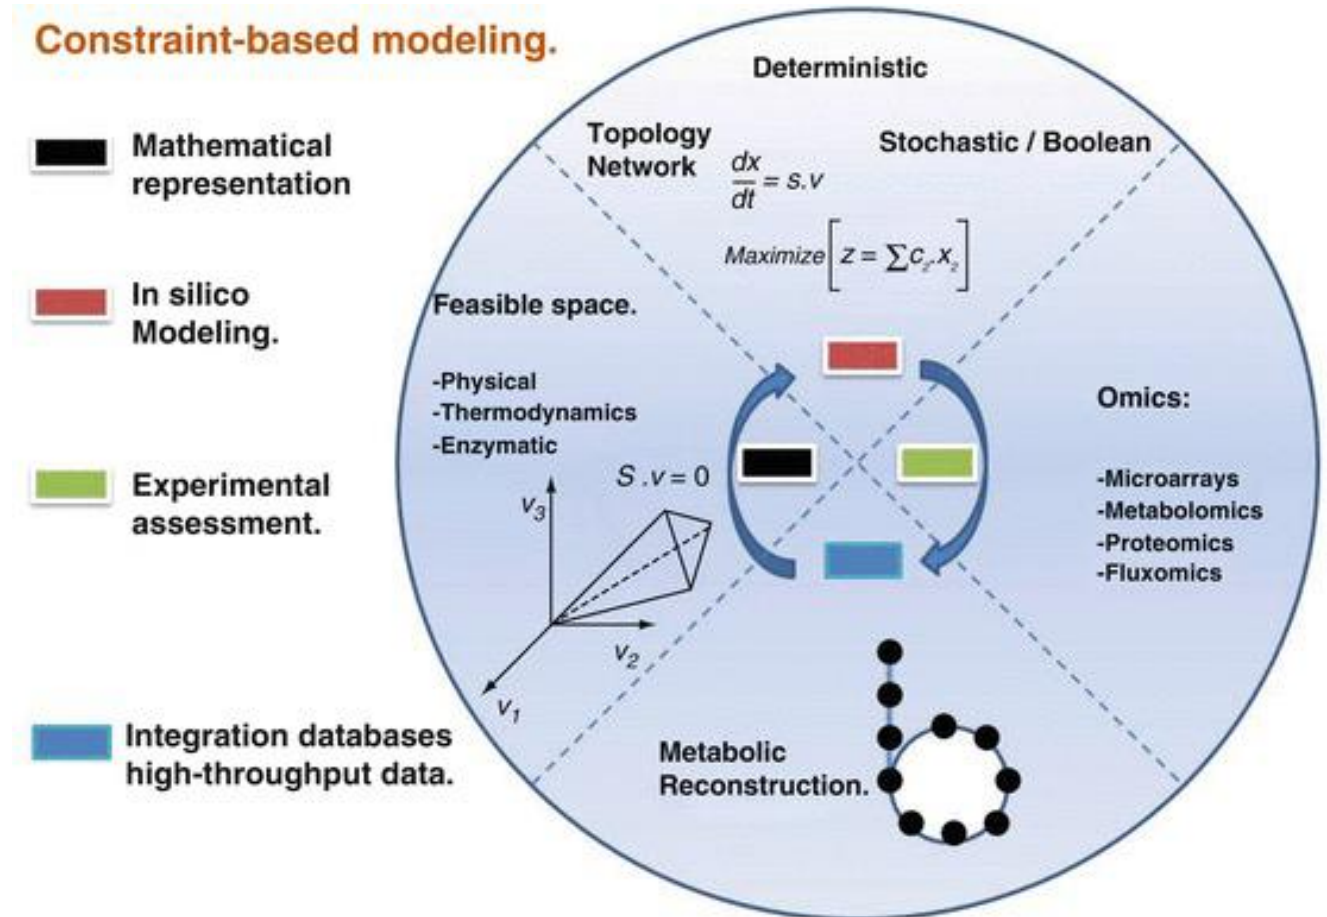 Constraint-based modeling.
Mathematical
representation
In silico
Modeling.
Experimental
assessment.
Integration databases
high-throughput data.
Deterministic
Topology
Network
Stochastic / Boolean
dx
dt
= s.v
Maximize [ z = ∑c₂.x₂ ]
Feasible space.
-Physical
-Thermodynamics
-Enzymatic
S .v = 0
v₃
v₂
v₁
Omics:
-Microarrays
-Metabolomics
-Proteomics
-Fluxomics
Metabolic
Reconstruction.